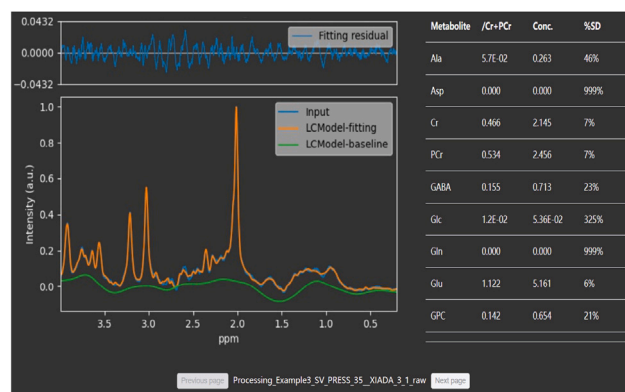 0.0432
0.0000
−0.0432
Fitting residual
1.0
0.8
0.6
0.4
0.2
0.0
Intensity (a.u.)
Input
LCModel-fitting
LCModel-baseline
3.5 3.0 2.5 2.0 1.5 1.0 0.5
ppm
Metabolite /Cr+PCr Conc. %SD
Ala 5.7E-02 0.263 46%
Asp 0.000 0.000 999%
Cr 0.466 2.145 7%
PCr 0.534 2.456 7%
GABA 0.155 0.713 23%
Glc 1.2E-02 5.36E-02 325%
Gln 0.000 0.000 999%
Glu 1.122 5.161 6%
GPC 0.142 0.654 21%
Previous page Processing_Example3_SV_PRESS_35__XIADA_3_1_raw Next page